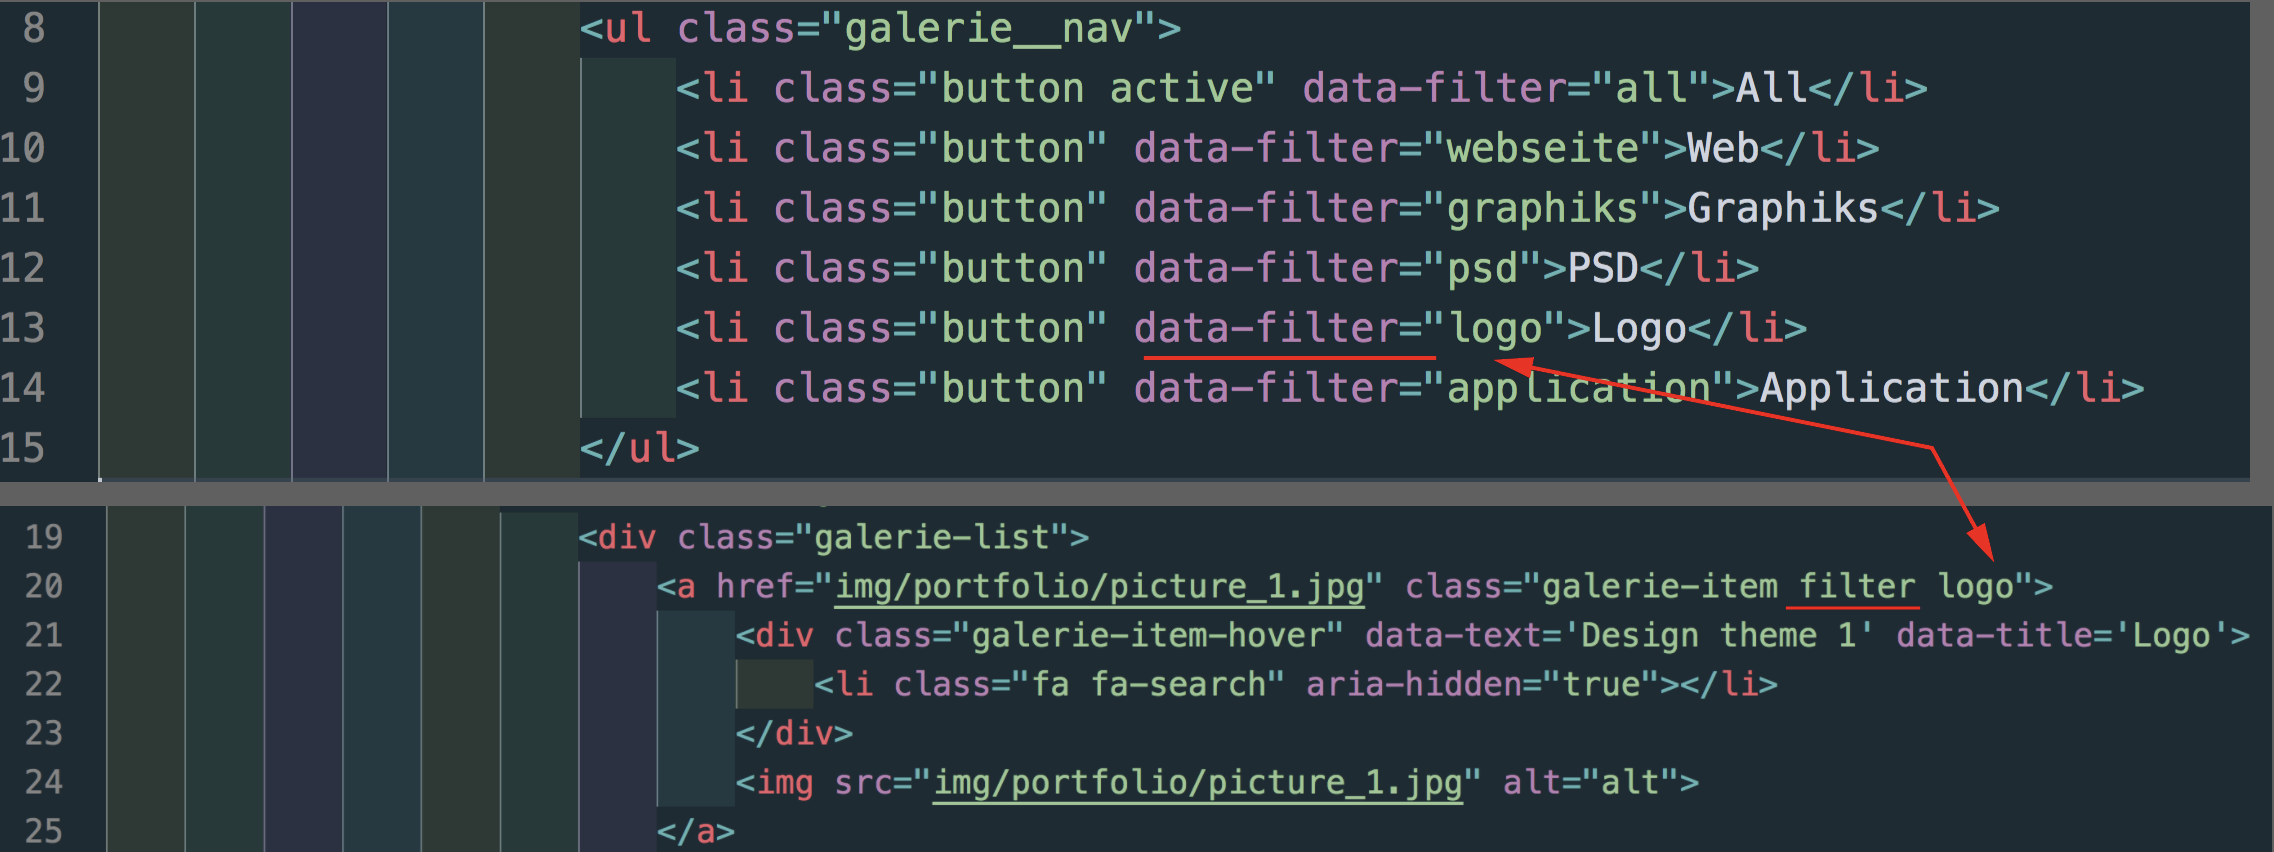 8 <ul class="galerie__nav">
9 <li class="button active" data-filter="all">All</li>
10 <li class="button" data-filter="webseite">Web</li>
11 <li class="button" data-filter="graphiks">Graphiks</li>
12 <li class="button" data-filter="psd">PSD</li>
13 <li class="button" data-filter="logo">Logo</li>
14 <li class="button" data-filter="application">Application</li>
15 </ul>
19 <div class="galerie-list">
20 <a href="img/portfolio/picture_1.jpg" class="galerie-item filter logo">
21 <div class="galerie-item-hover" data-text='Design theme 1' data-title='Logo'>
22 <li class="fa fa-search" aria-hidden="true"></li>
23 </div>
24 <img src="img/portfolio/picture_1.jpg" alt="alt">
25 </a>